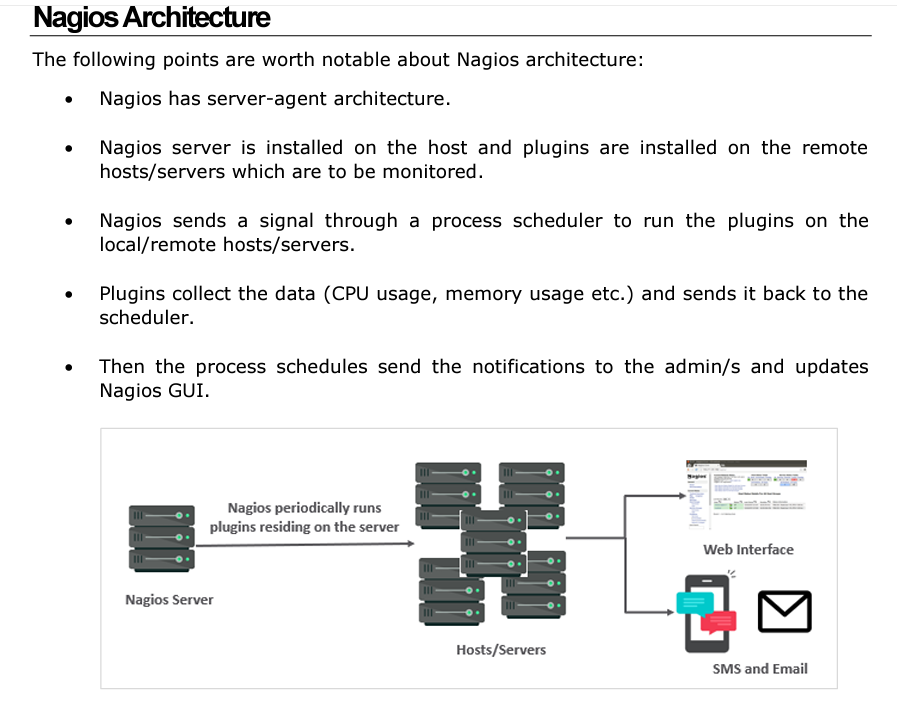 Nagios Architecture
The following points are worth notable about Nagios architecture:
• Nagios has server-agent architecture.
• Nagios server is installed on the host and plugins are installed on the remote
hosts/servers which are to be monitored.
• Nagios sends a signal through a process scheduler to run the plugins on the
local/remote hosts/servers.
• Plugins collect the data (CPU usage, memory usage etc.) and sends it back to the
scheduler.
• Then the process schedules send the notifications to the admin/s and updates
Nagios GUI.
Nagios periodically runs
plugins residing on the server
Nagios Server
Hosts/Servers
Nagios
Web Interface
SMS and Email